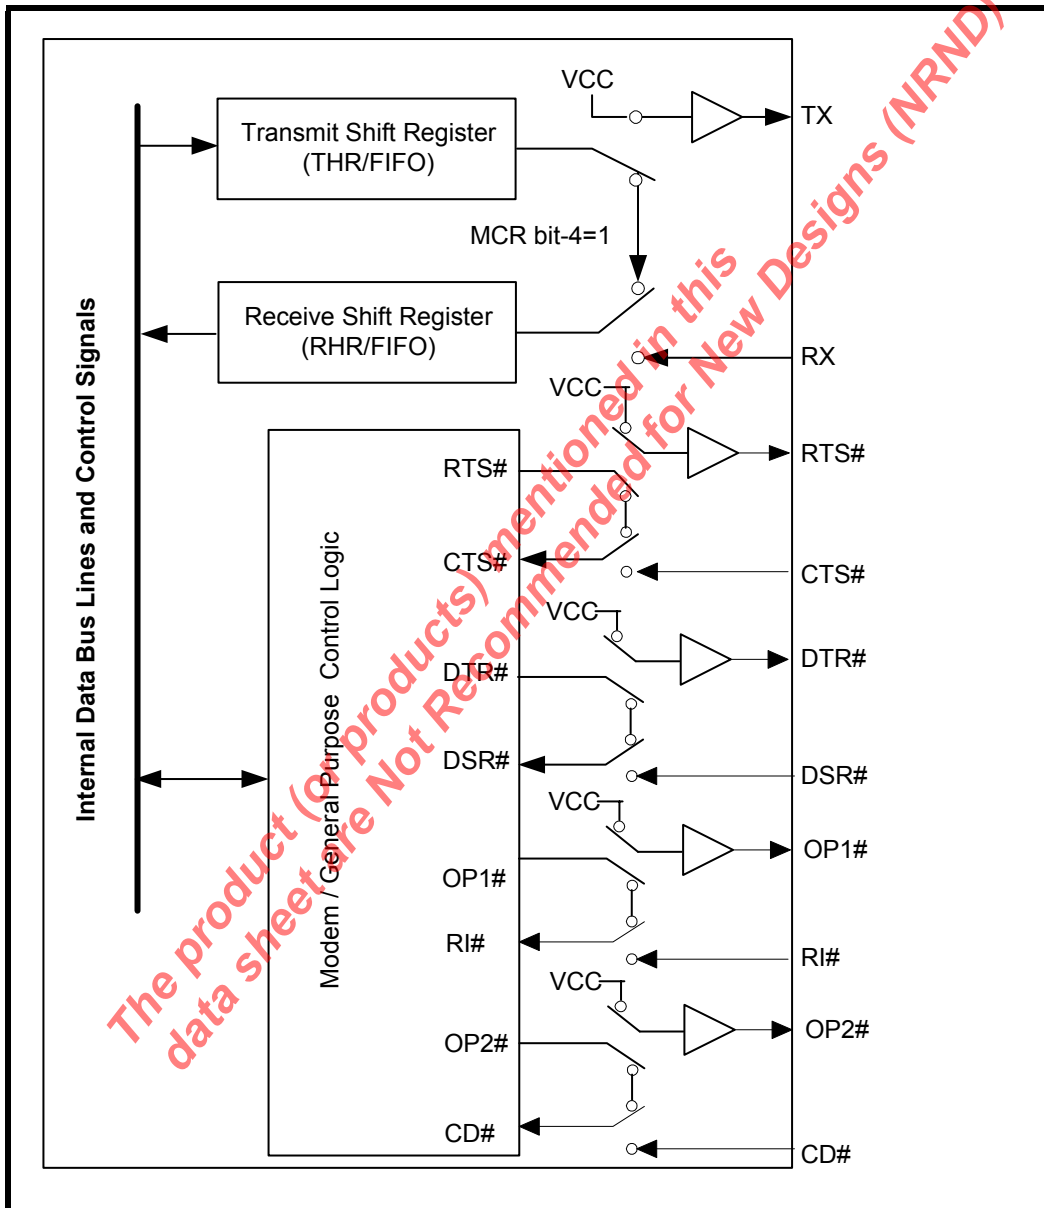 VCC
TX
Transmit Shift Register
(THR/FIFO)
MCR bit-4=1
Receive Shift Register
(RHR/FIFO)
RX
Internal Data Bus Lines and Control Signals
Modem / General Purpose Control Logic
VCC
RTS#
RTS#
CTS#
CTS#
VCC
DTR#
DTR#
DSR#
DSR#
VCC
OP1#
OP1#
RI#
RI#
VCC
OP2#
OP2#
CD#
CD#
The product (or products) mentioned in this
data sheet are Not Recommended for New Designs (NRND)